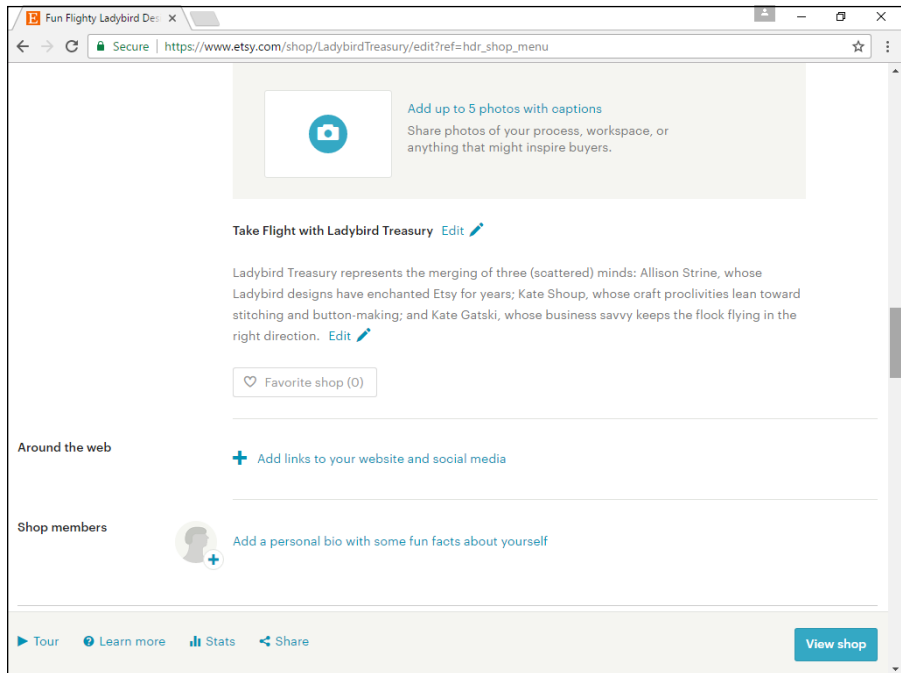 Fun Flighty Ladybird Des
Secure | https://www.etsy.com/shop/LadybirdTreasury/edit?ref=hdr_shop_menu
Add up to 5 photos with captions
Share photos of your process, workspace, or
anything that might inspire buyers.
Take Flight with Ladybird Treasury Edit
Ladybird Treasury represents the merging of three (scattered) minds: Allison Strine, whose
Ladybird designs have enchanted Etsy for years; Kate Shoup, whose craft proclivities lean toward
stitching and button-making; and Kate Gatski, whose business savvy keeps the flock flying in the
right direction. Edit
Favorite shop (0)
Around the web
Add links to your website and social media
Shop members
Add a personal bio with some fun facts about yourself
Tour Learn more Stats Share
View shop